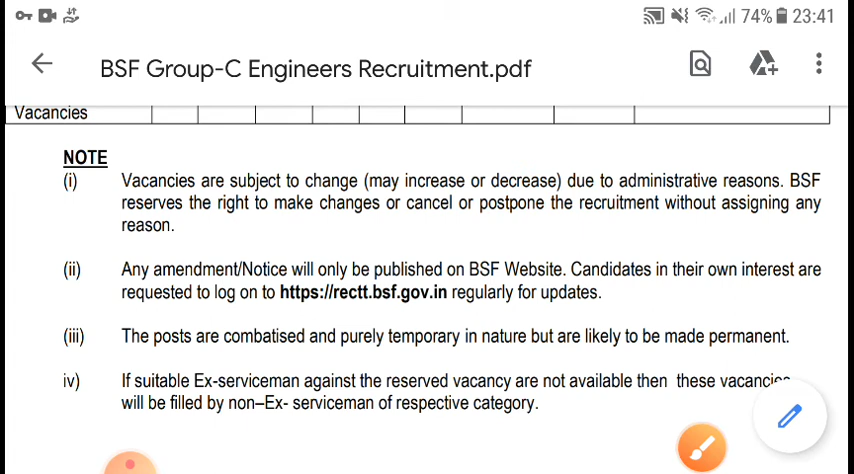 74% 23:41
BSF Group-C Engineers Recruitment.pdf
Vacancies
NOTE
(i) Vacancies are subject to change (may increase or decrease) due to administrative reasons. BSF
reserves the right to make changes or cancel or postpone the recruitment without assigning any
reason.
(ii) Any amendment/Notice will only be published on BSF Website. Candidates in their own interest are
requested to log on to https://rectt.bsf.gov.in regularly for updates.
(iii) The posts are combatised and purely temporary in nature but are likely to be made permanent.
iv) If suitable Ex-serviceman against the reserved vacancy are not available then these vacancies
will be filled by non–Ex- serviceman of respective category.